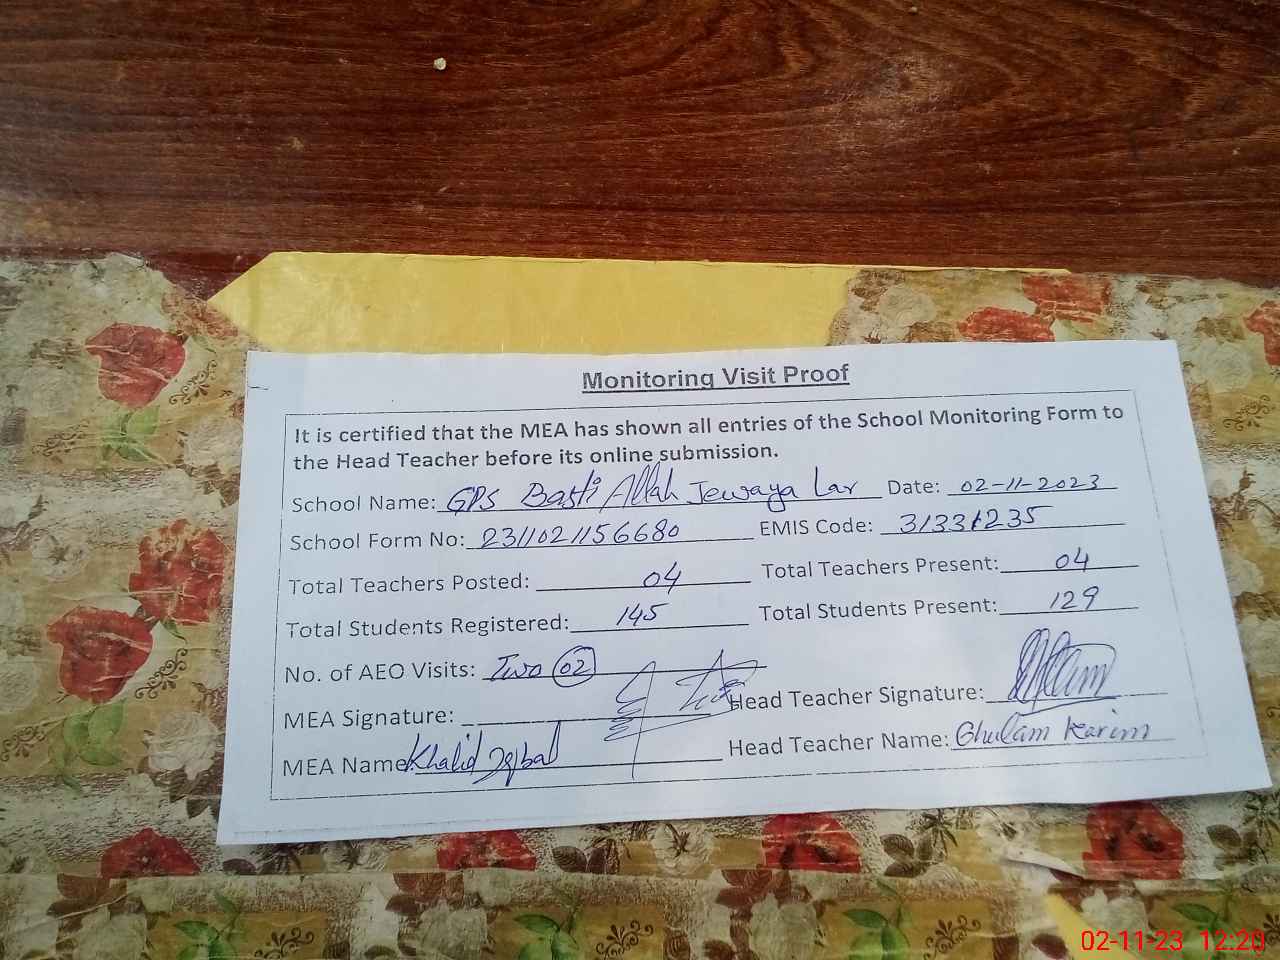 Monitoring Visit Proof
It is certified that the MEA has shown all entries of the School Monitoring Form to
the Head Teacher before its online submission.
School Name: GPS Basti Allah Jewaya Lar Date: 02-11-2023
School Form No: 2311021156680 EMIS Code: 31331235
Total Teachers Posted: 04 Total Teachers Present: 04
Total Students Registered: 145 Total Students Present: 129
No. of AEO Visits: Two 02
MEA Signature: Head Teacher Signature:
MEA Name: Khalid Iqbal Head Teacher Name: Ghulam Karim
02-11-23 12:20